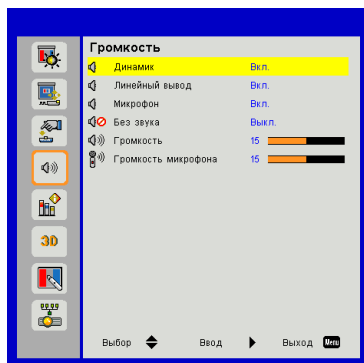 Громкость
Динамик Вкл.
Линейный вывод Вкл.
Микрофон Вкл.
Без звука Выкл.
Громкость 15
Громкость микрофона 15
3D
Выбор Ввод Выход Menu